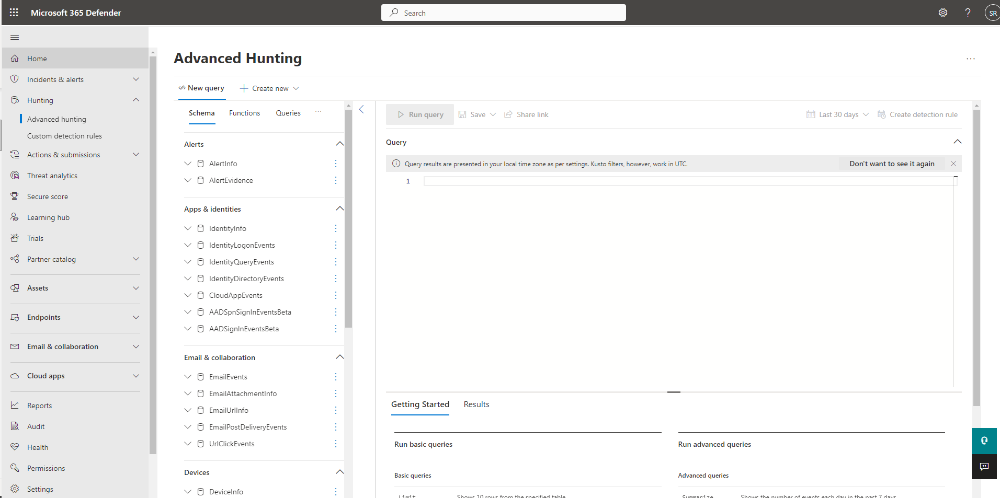 Microsoft 365 Defender
Search
SR
Home
Incidents & alerts
Hunting
Advanced hunting
Custom detection rules
Actions & submissions
Threat analytics
Secure score
Learning hub
Trials
Partner catalog
Assets
Endpoints
Email & collaboration
Cloud apps
Reports
Audit
Health
Permissions
Settings
Advanced Hunting
New query
Create new
Schema
Functions
Queries
Alerts
AlertInfo
AlertEvidence
Apps & identities
IdentityInfo
IdentityLogonEvents
IdentityQueryEvents
IdentityDirectoryEvents
CloudAppEvents
AADSpnSignInEventsBeta
AADSignInEventsBeta
Email & collaboration
EmailEvents
EmailAttachmentInfo
EmailUrlInfo
EmailPostDeliveryEvents
UrlClickEvents
Devices
DeviceInfo
Run query
Save
Share link
Last 30 days
Create detection rule
Query
Query results are presented in your local time zone as per settings. Kusto filters, however, work in UTC.
Don't want to see it again
1
Getting Started
Results
Run basic queries
Basic queries
Limit
Shows 10 rows from the specified table
Run advanced queries
Advanced queries
Summarize
Shows the number of events each day in the past 7 days